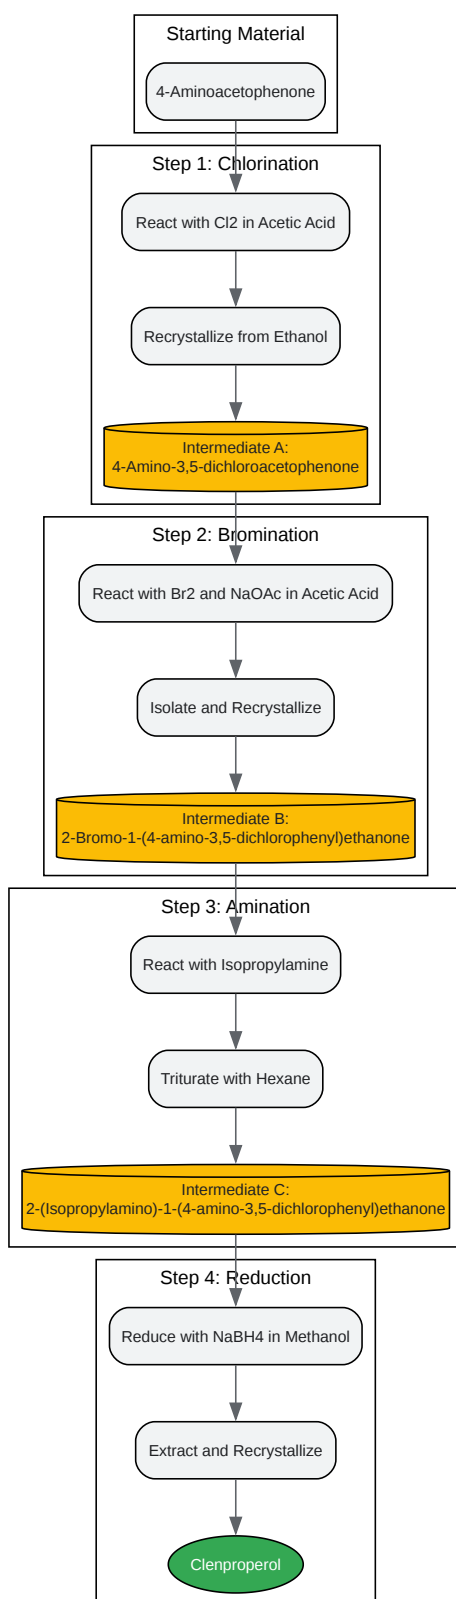 Starting Material
4-Aminoacetophenone
Step 1: Chlorination
React with Cl2 in Acetic Acid
Recrystallize from Ethanol
Intermediate A:
4-Amino-3,5-dichloroacetophenone
Step 2: Bromination
React with Br2 and NaOAc in Acetic Acid
Isolate and Recrystallize
Intermediate B:
2-Bromo-1-(4-amino-3,5-dichlorophenyl)ethanone
Step 3: Amination
React with Isopropylamine
Triturate with Hexane
Intermediate C:
2-(Isopropylamino)-1-(4-amino-3,5-dichlorophenyl)ethanone
Step 4: Reduction
Reduce with NaBH4 in Methanol
Extract and Recrystallize
Clenproperol